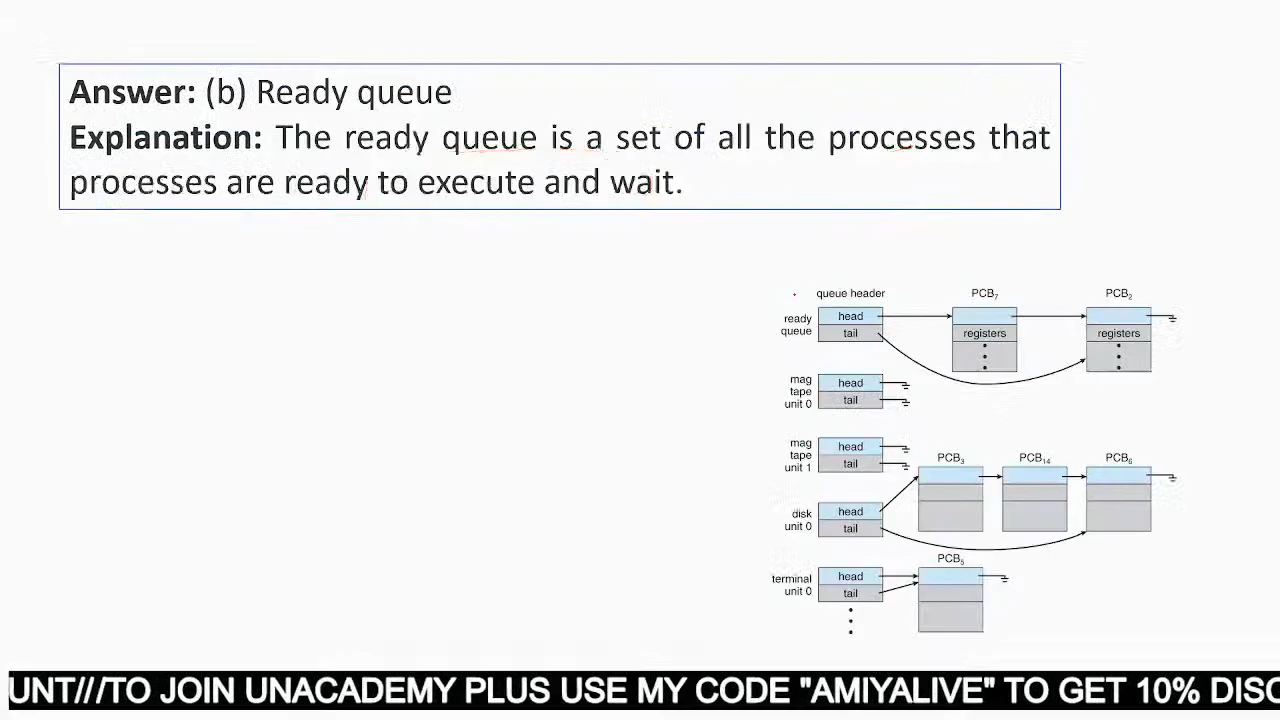 Answer: (b) Ready queue
Explanation: The ready queue is a set of all the processes that
processes are ready to execute and wait.
queue header
PCB7
PCB2
ready
queue
head
tail
registers
registers
mag
tape
unit 0
head
tail
mag
tape
unit 1
head
tail
PCB3
PCB14
PCB6
disk
unit 0
head
tail
PCB5
terminal
unit 0
head
tail
UNT///TO JOIN UNACADEMY PLUS USE MY CODE "AMIYALIVE" TO GET 10% DISC